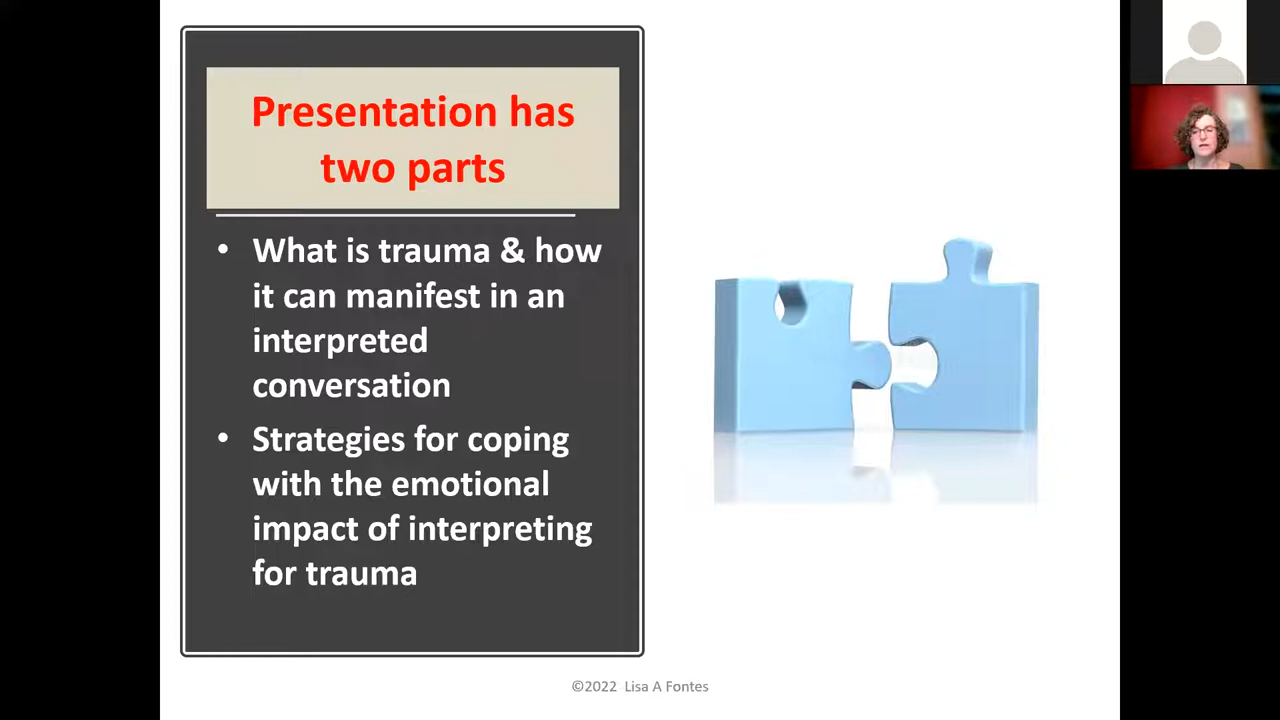 Presentation has
two parts
• What is trauma & how
it can manifest in an
interpreted
conversation
• Strategies for coping
with the emotional
impact of interpreting
for trauma
©2022 Lisa A Fontes